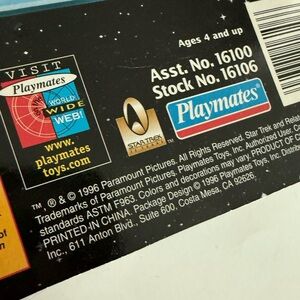 Ages 4 and up
Asst. No. 16100
Stock No. 16106
Playmates®
VISIT
Playmates
WORLD
WIDE
WEB!
www.
playmates
toys.com
STAR TREK
™ & ® & © 1996 Paramount Pictures. All Rights Reserved. Star Trek and Related
Trademarks of Paramount Pictures. Playmates Toys, Inc. Authorized User.
standards ASTM F963. Colors and decorations may vary. PRODUCT OF
PRINTED IN CHINA. Package Design © 1996 Playmates Toys, Inc.
Inc., 611 Anton Blvd., Suite 600, Costa Mesa, CA 92626.
of
on